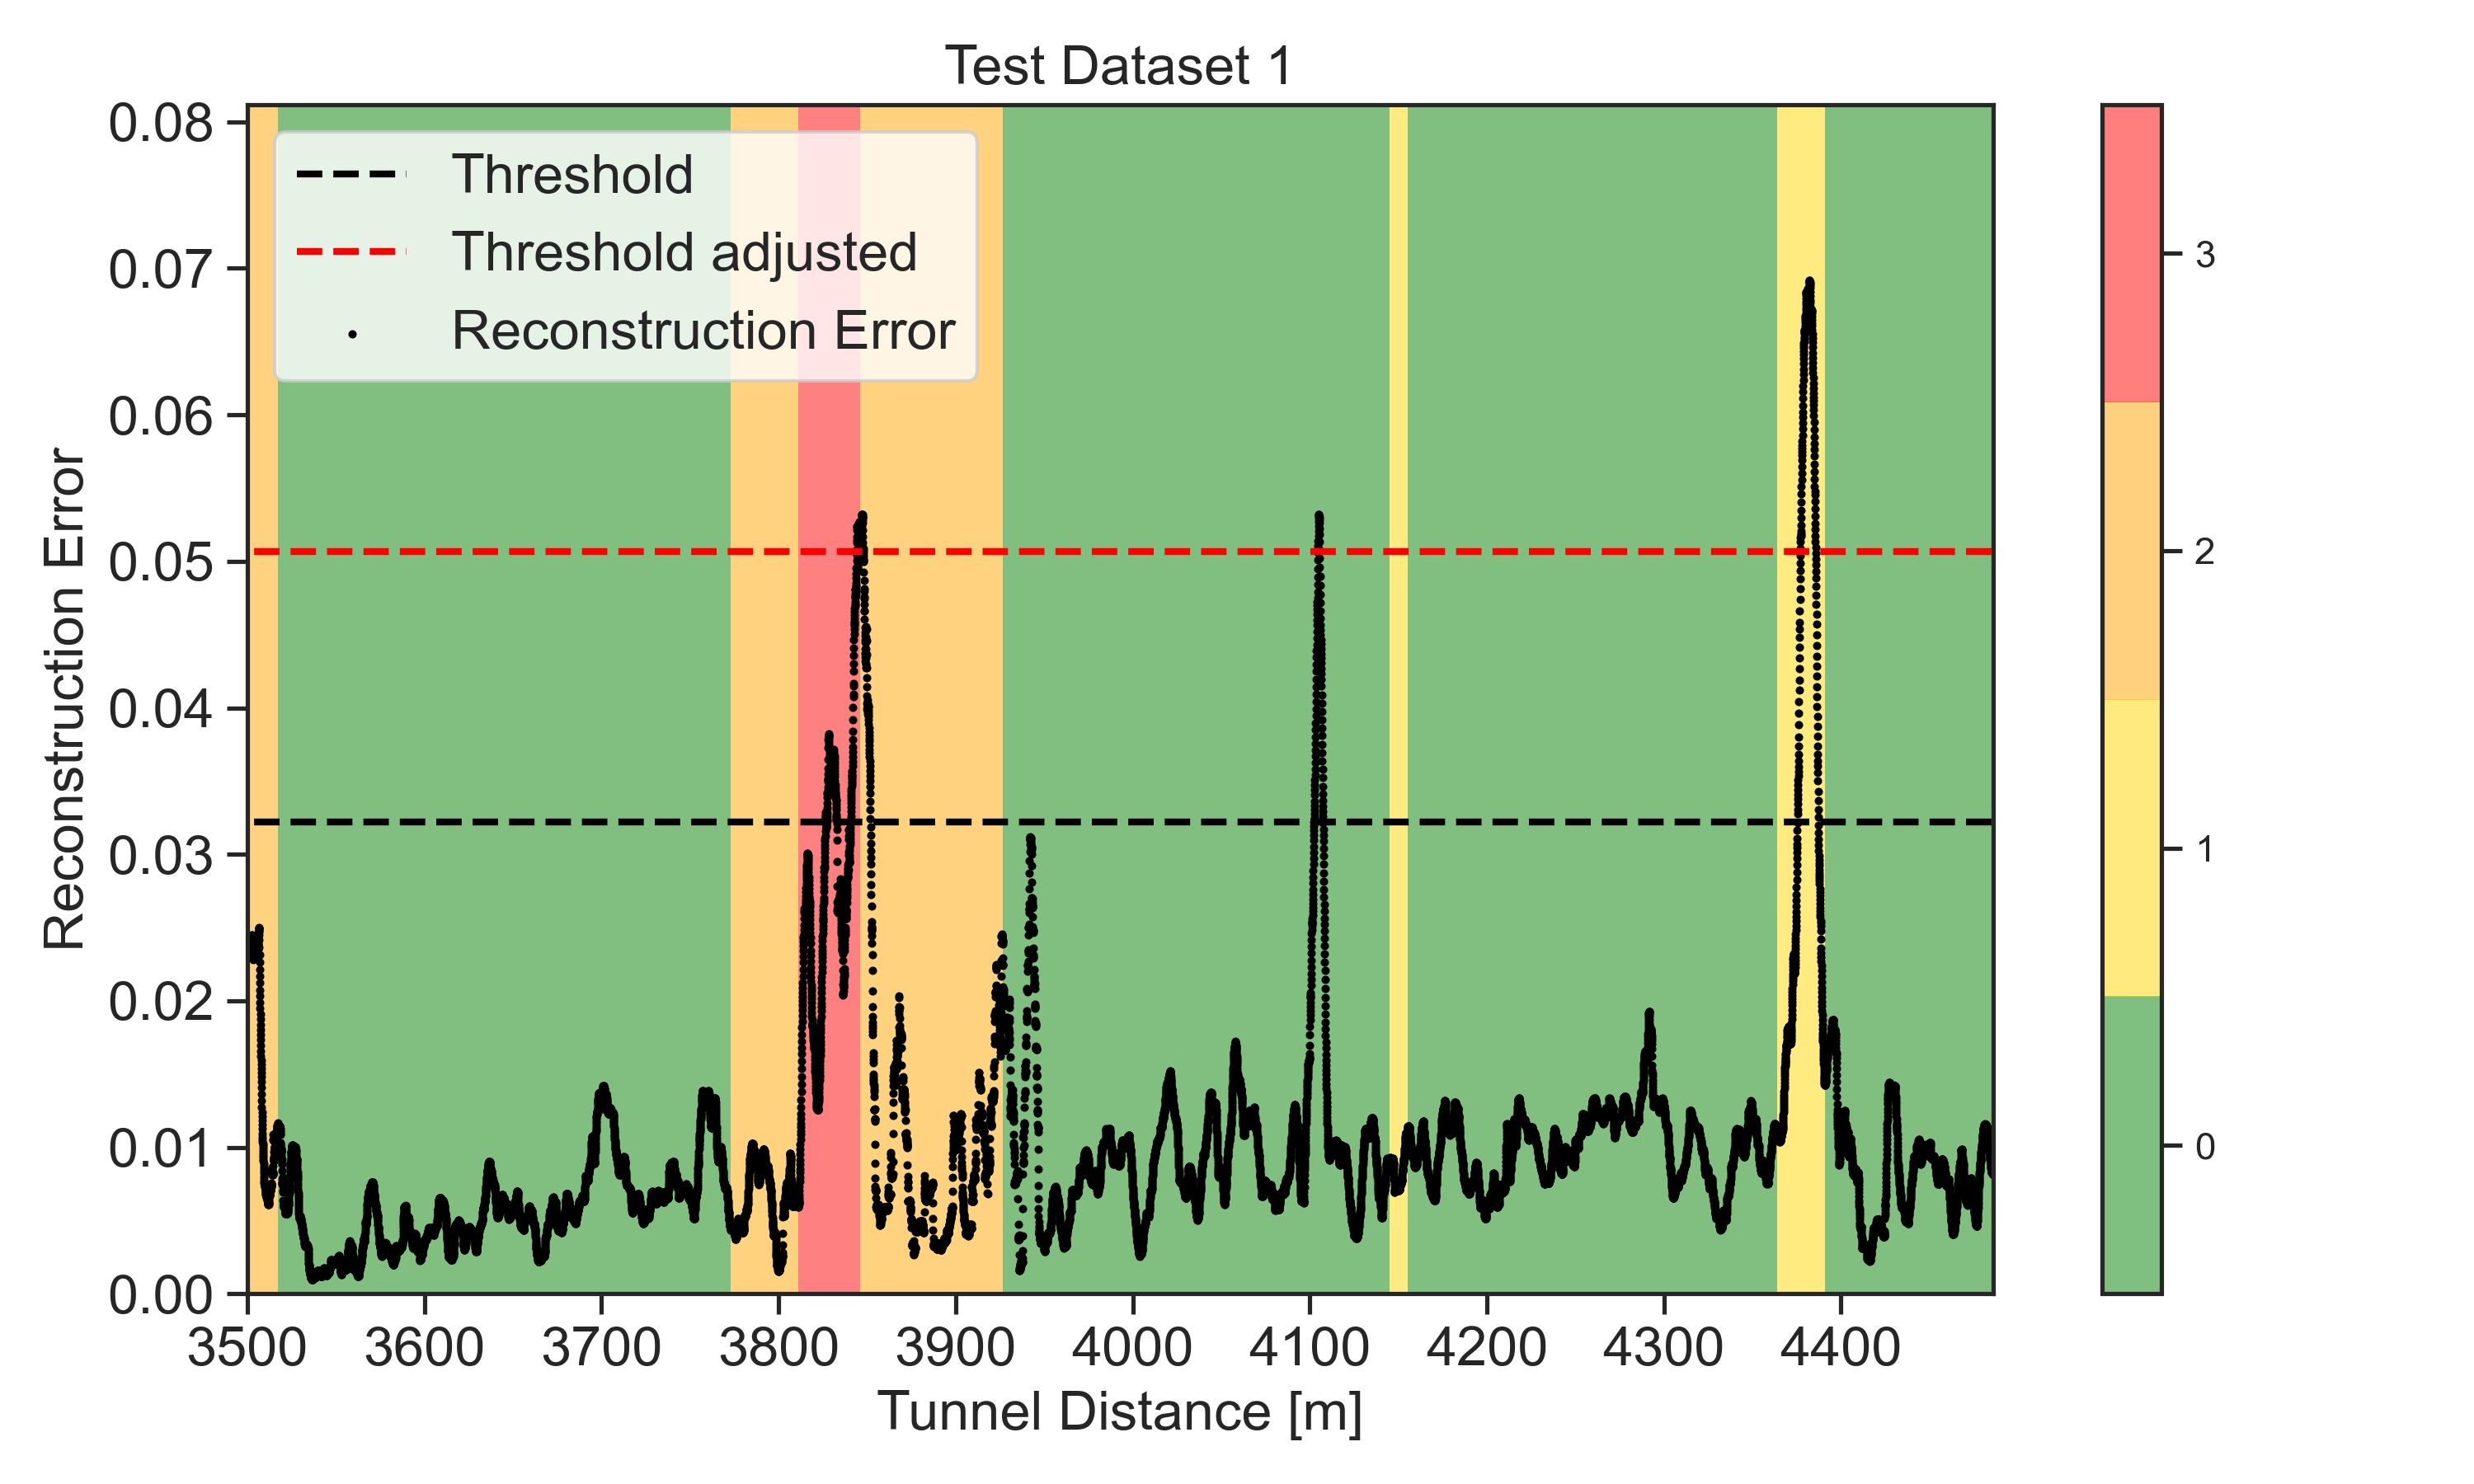 Test Dataset 1
0.08
0.07
0.06
0.05
0.04
0.03
0.02
0.01
0.00
Reconstruction Error
Threshold
Threshold adjusted
Reconstruction Error
3500 3600 3700 3800 3900 4000 4100 4200 4300 4400
Tunnel Distance [m]
3
2
1
0